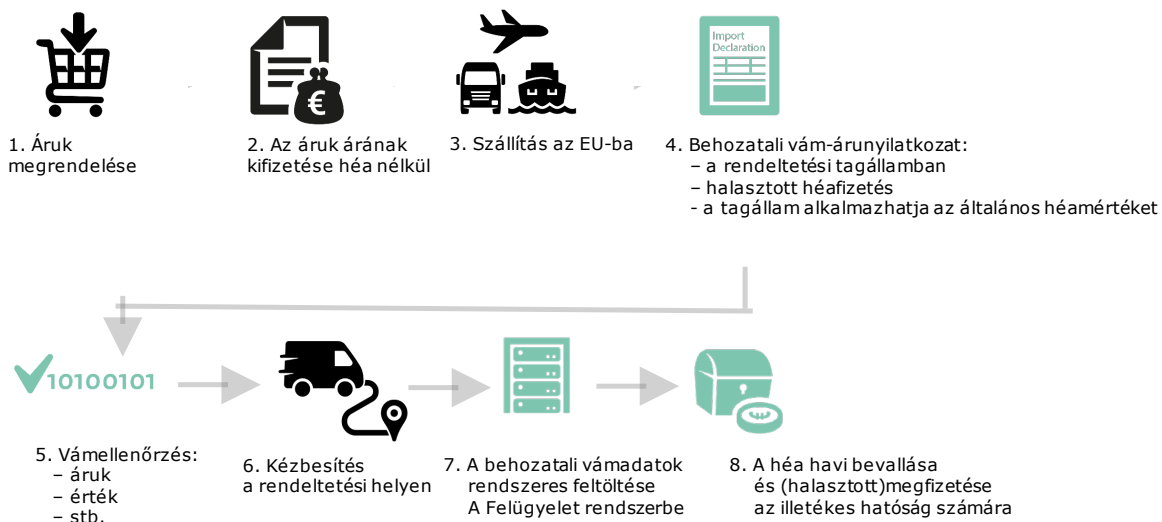 Import
Declaration
€
1. Áruk
megrendelése
2. Az áruk árának
kifizetése héa nélkül
3. Szállítás az EU-ba
4. Behozatali vám-árunyilatkozat:
– a rendeltetési tagállamban
– halasztott héafizetés
- a tagállam alkalmazhatja az általános héamértéket
10100101
5. Vámellenőrzés:
– áruk
– érték
– stb.
6. Kézbesítés
a rendeltetési helyen
7. A behozatali vámadatok
rendszeres feltöltése
A Felügyelet rendszerbe
8. A héa havi bevallása
és (halasztott)megfizetése
az illetékes hatóság számára